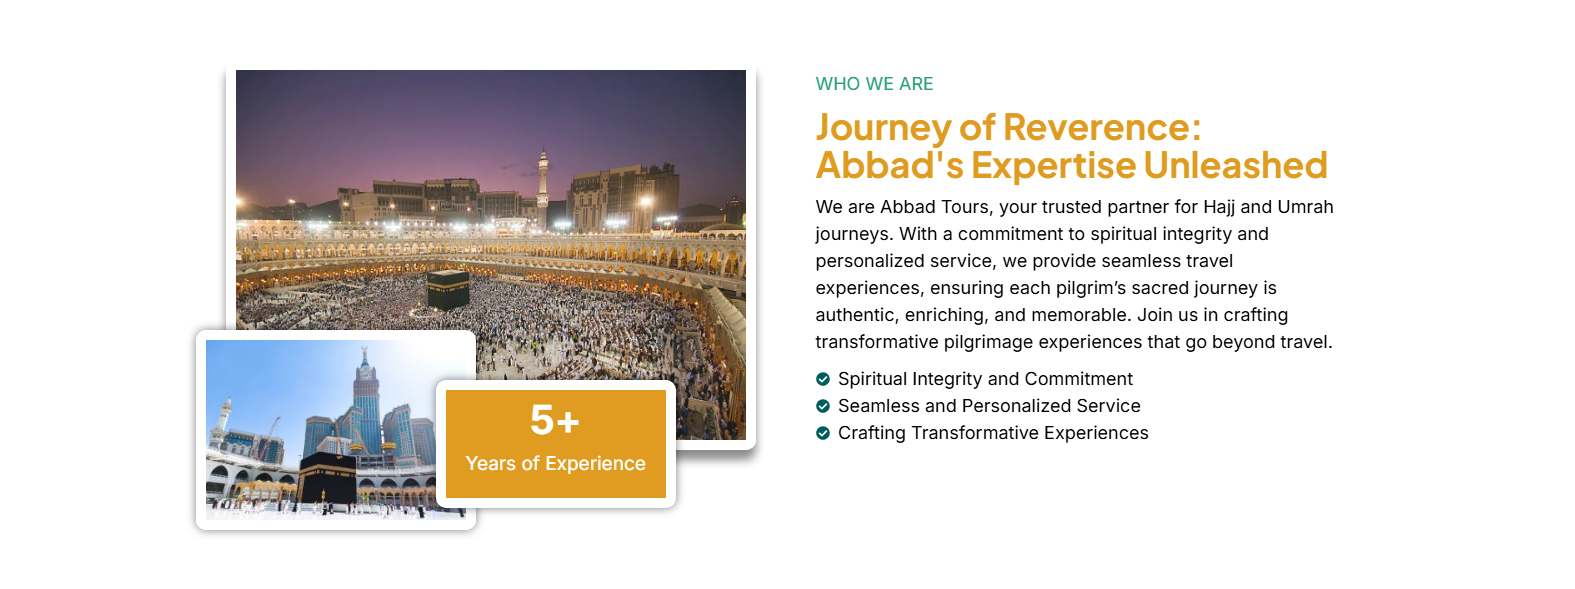 WHO WE ARE
Journey of Reverence:
Abbad's Expertise Unleashed
We are Abbad Tours, your trusted partner for Hajj and Umrah
journeys. With a commitment to spiritual integrity and
personalized service, we provide seamless travel
experiences, ensuring each pilgrim’s sacred journey is
authentic, enriching, and memorable. Join us in crafting
transformative pilgrimage experiences that go beyond travel.
Spiritual Integrity and Commitment
Seamless and Personalized Service
Crafting Transformative Experiences
5+
Years of Experience